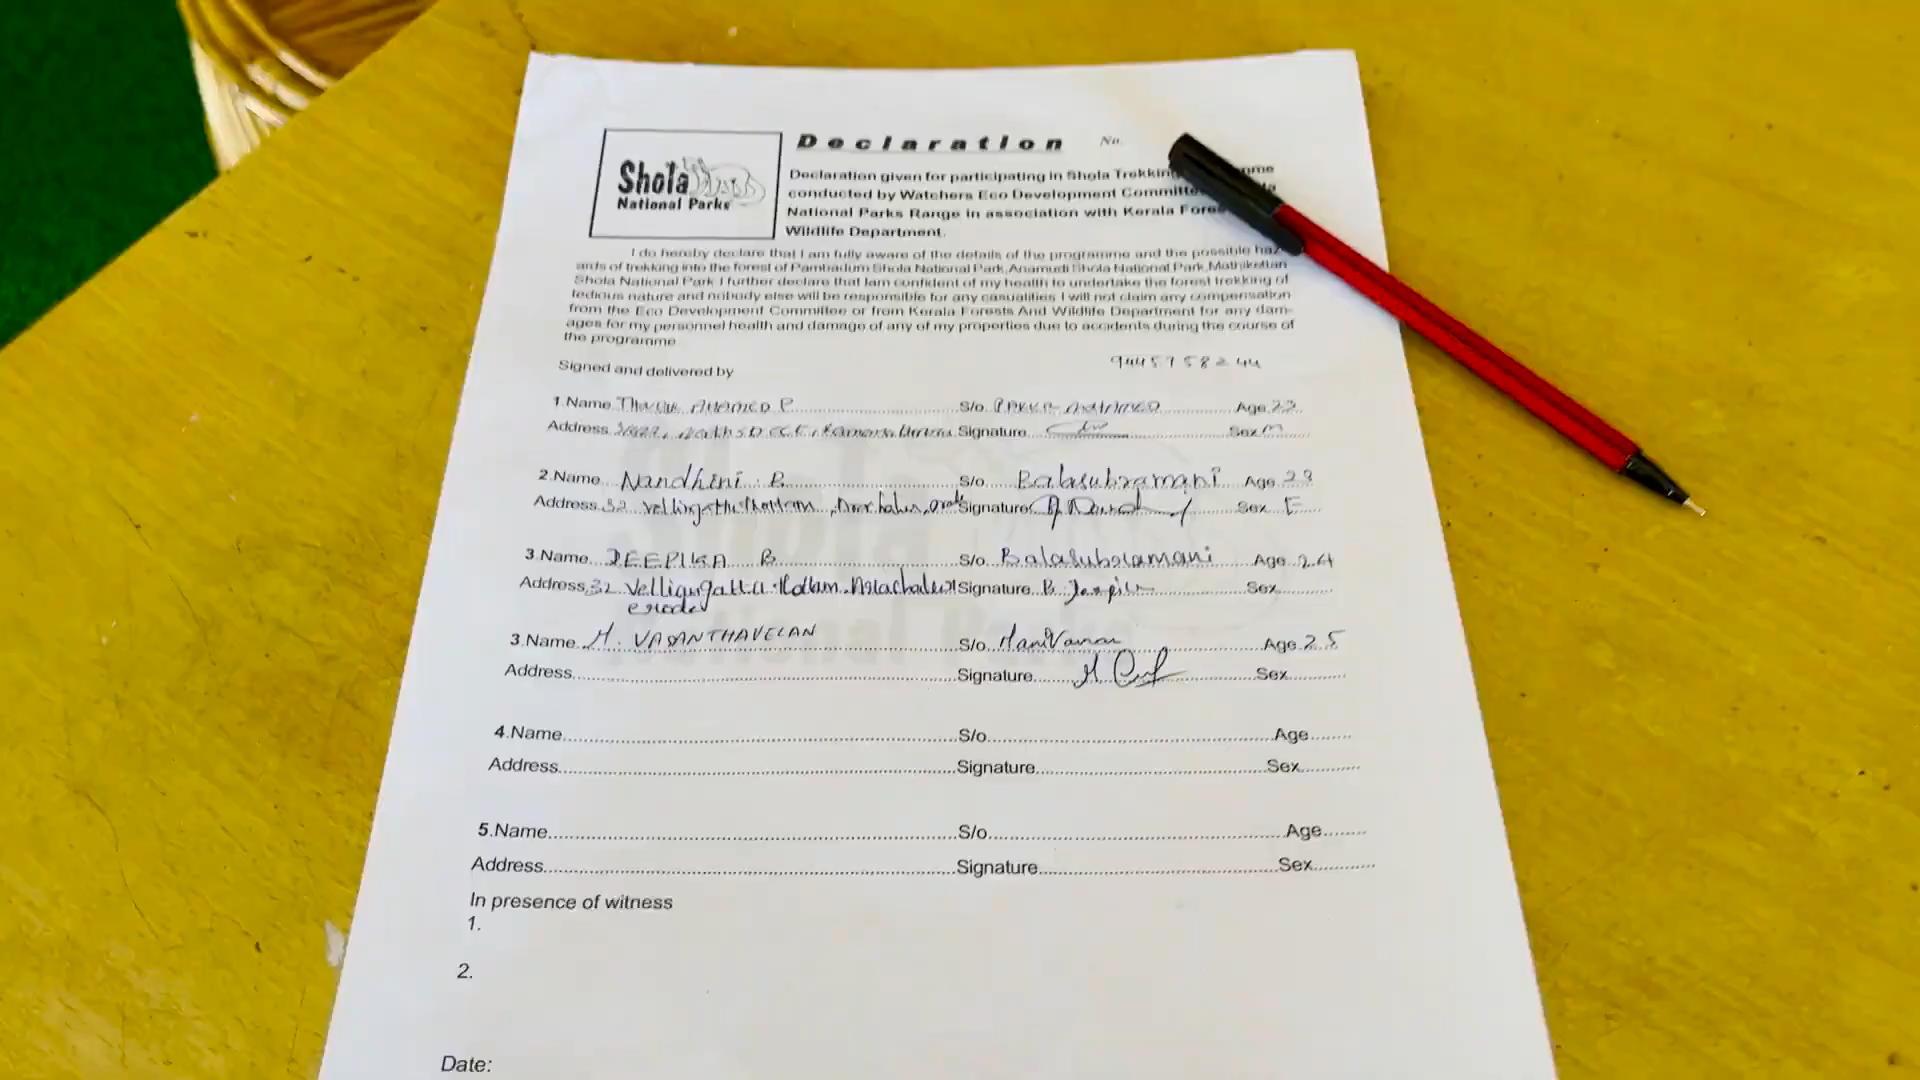 Declaration No.
Shola
National Parks
Declaration given for participating in Shola Trekking
conducted by Watchers Eco Development Committee
National Parks Range in association with Kerala
Wildlife Department.
I do hereby declare that I am fully aware of the details of the programme and the possible haz-
ards of trekking into the forest of Pambadum Shola National Park, Anamudi Shola National Park, Mathikettan
Shola National Park I further declare that Iam confident of my health to undertake the forest trekking of
tedious nature and nobody else will be responsible for any casualities I will not claim any compensation
from the Eco Development Committee or from Kerala Forests And Wildlife Department for any dam-
ages for my personnel health and damage of any of my properties due to accidents during the course of
the programme
Signed and delivered by
1.Name AHAMED P S/o Age 23
Address Signature Sex M
2.Name Nandhini B. S/o Balasubramani Age 23
Address 32 Signature Sex F
3.Name DEEPIKA B S/o Balasubramani Age 24
Address 32 Signature B Sex
erode
3.Name M. VASANTHAVELAN S/o Manivannan Age 25
Address Signature M Sex
4.Name S/o Age
Address Signature Sex
5.Name S/o Age
Address Signature Sex
In presence of witness
1.
2.
Date: